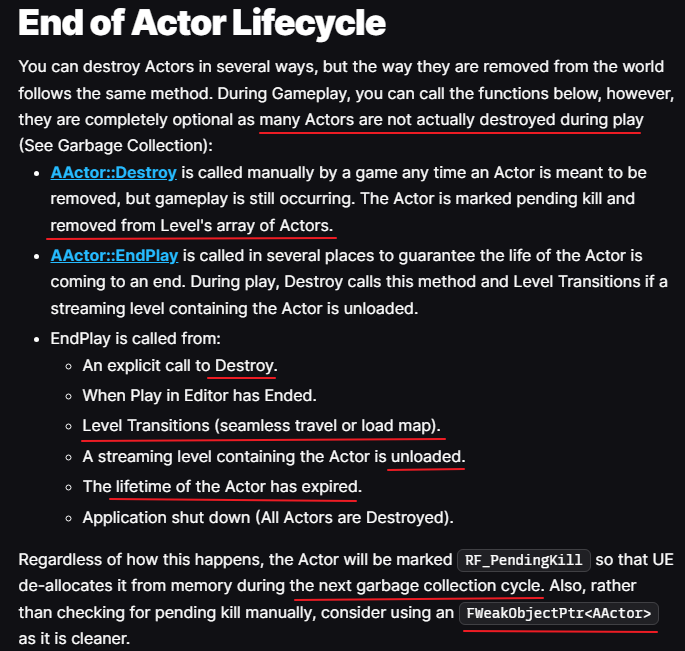 End of Actor Lifecycle
You can destroy Actors in several ways, but the way they are removed from the world
follows the same method. During Gameplay, you can call the functions below, however,
they are completely optional as many Actors are not actually destroyed during play
(See Garbage Collection):
• AActor::Destroy is called manually by a game any time an Actor is meant to be
removed, but gameplay is still occurring. The Actor is marked pending kill and
removed from Level's array of Actors.
• AActor::EndPlay is called in several places to guarantee the life of the Actor is
coming to an end. During play, Destroy calls this method and Level Transitions if a
streaming level containing the Actor is unloaded.
• EndPlay is called from:
◦ An explicit call to Destroy.
◦ When Play in Editor has Ended.
◦ Level Transitions (seamless travel or load map).
◦ A streaming level containing the Actor is unloaded.
◦ The lifetime of the Actor has expired.
◦ Application shut down (All Actors are Destroyed).
Regardless of how this happens, the Actor will be marked RF_PendingKill so that UE
de-allocates it from memory during the next garbage collection cycle. Also, rather
than checking for pending kill manually, consider using an FWeakObjectPtr<AActor>
as it is cleaner.